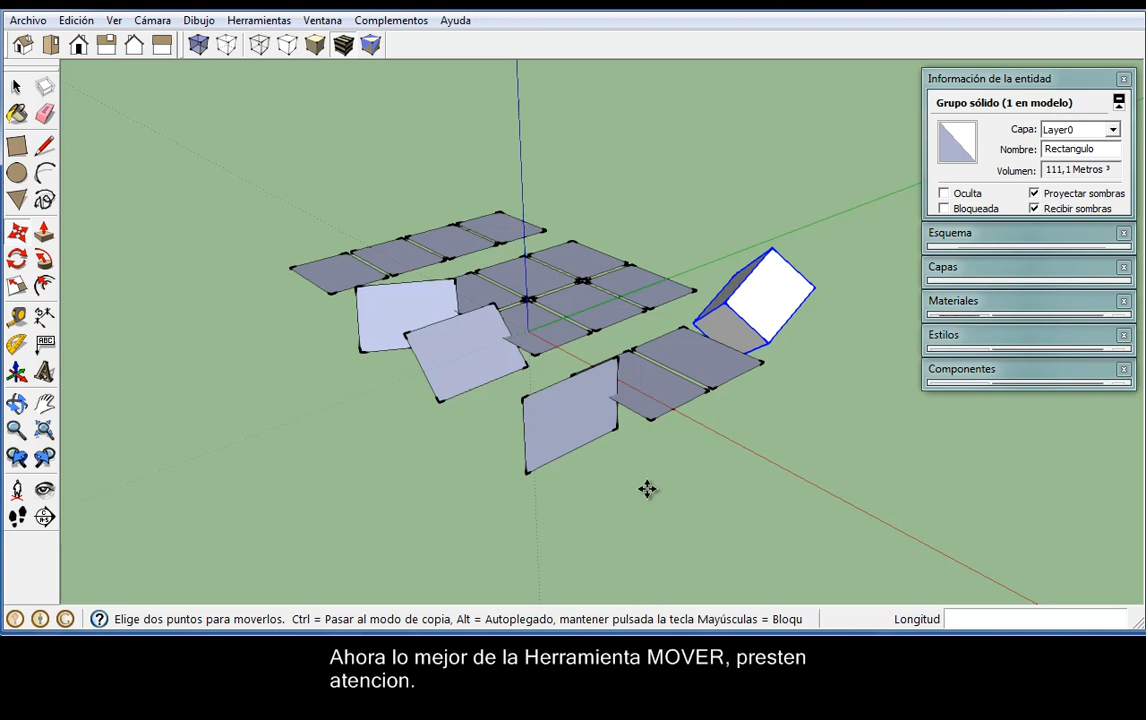 Archivo Edición Ver Cámara Dibujo Herramientas Ventana Complementos Ayuda
Información de la entidad
Grupo sólido (1 en modelo)
Capa: Layer0
Nombre: Rectangulo
Volumen: 111,1 Metros ³
Oculta Proyectar sombras
Bloqueada Recibir sombras
Esquema
Capas
Materiales
Estilos
Componentes
Elige dos puntos para moverlos. Ctrl = Pasar al modo de copia, Alt = Autoplegado, mantener pulsada la tecla Mayúsculas = Bloqu Longitud
Ahora lo mejor de la Herramienta MOVER, presten
atencion.